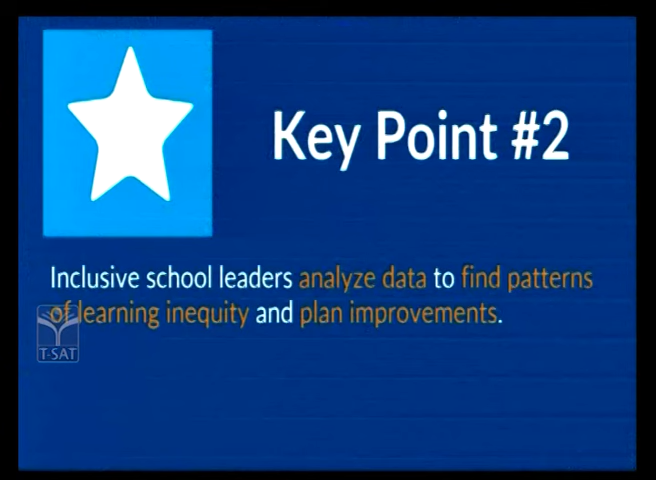 Key Point #2
Inclusive school leaders analyze data to find patterns
of learning inequity and plan improvements.
T-SAT